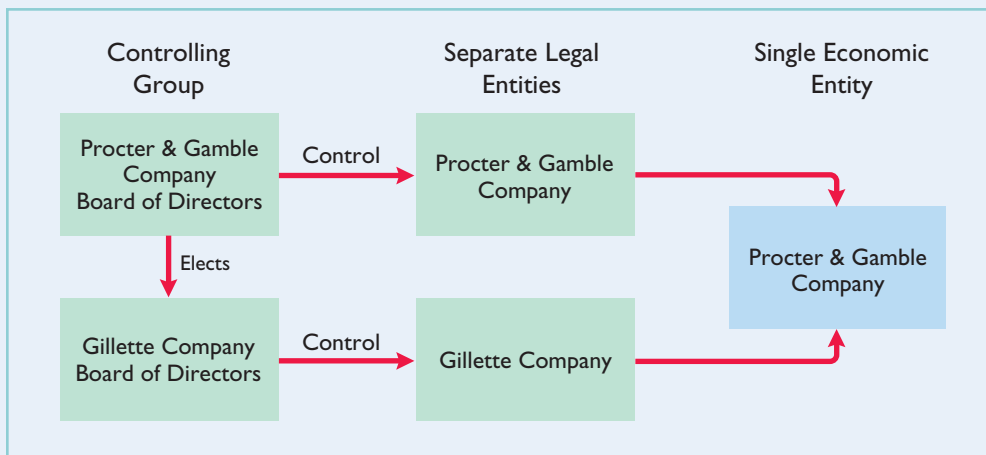 Controlling
Group
Separate Legal
Entities
Single Economic
Entity
Procter & Gamble
Company
Board of Directors
Control
Procter & Gamble
Company
Elects
Procter & Gamble
Company
Gillette Company
Board of Directors
Control
Gillette Company